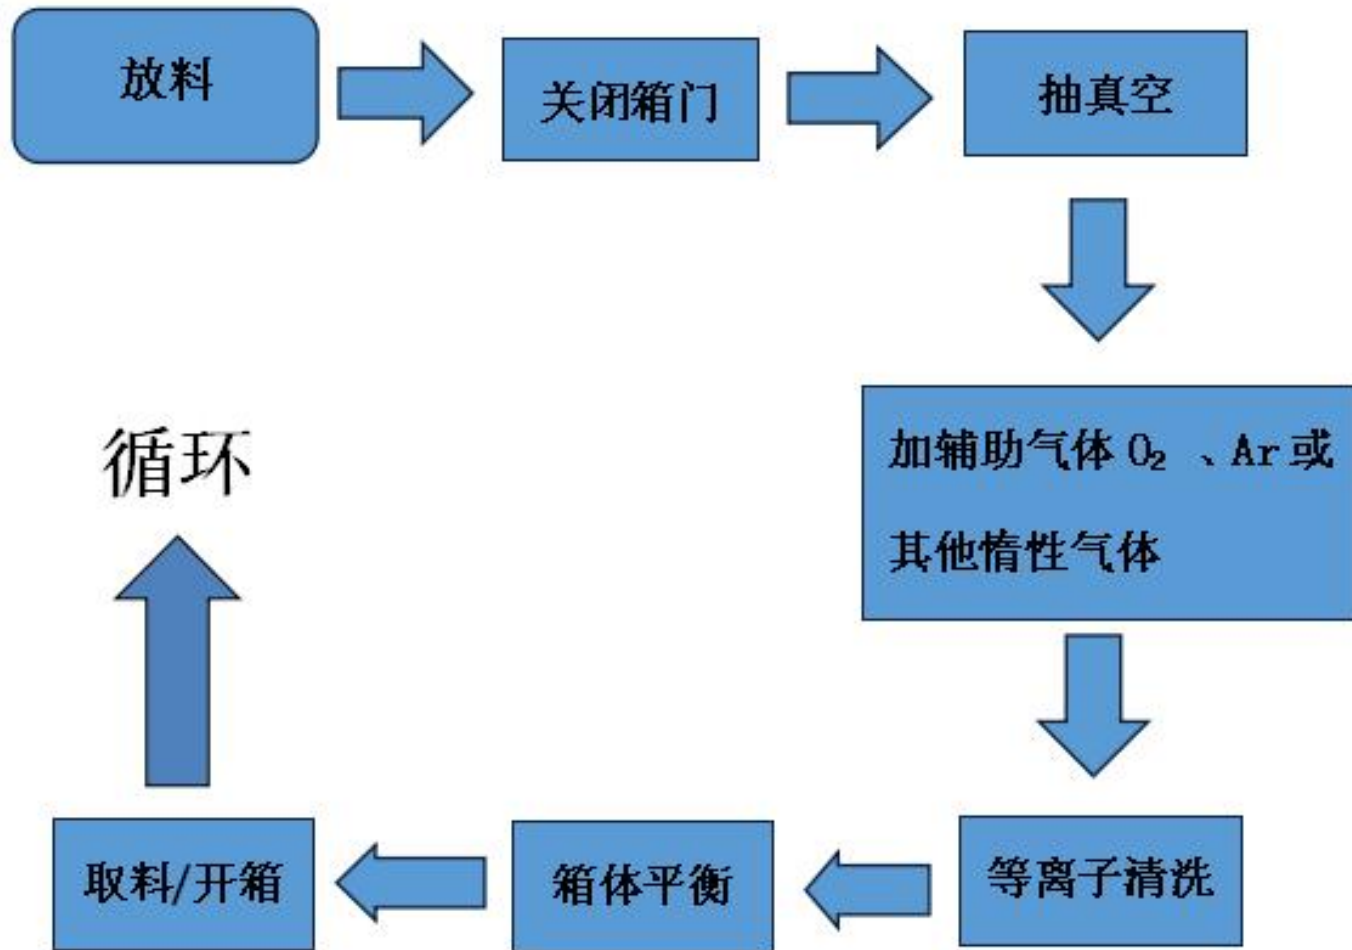 放料
关闭箱门
抽真空
加辅助气体 O₂ 、Ar 或
其他惰性气体
等离子清洗
箱体平衡
取料/开箱
循环